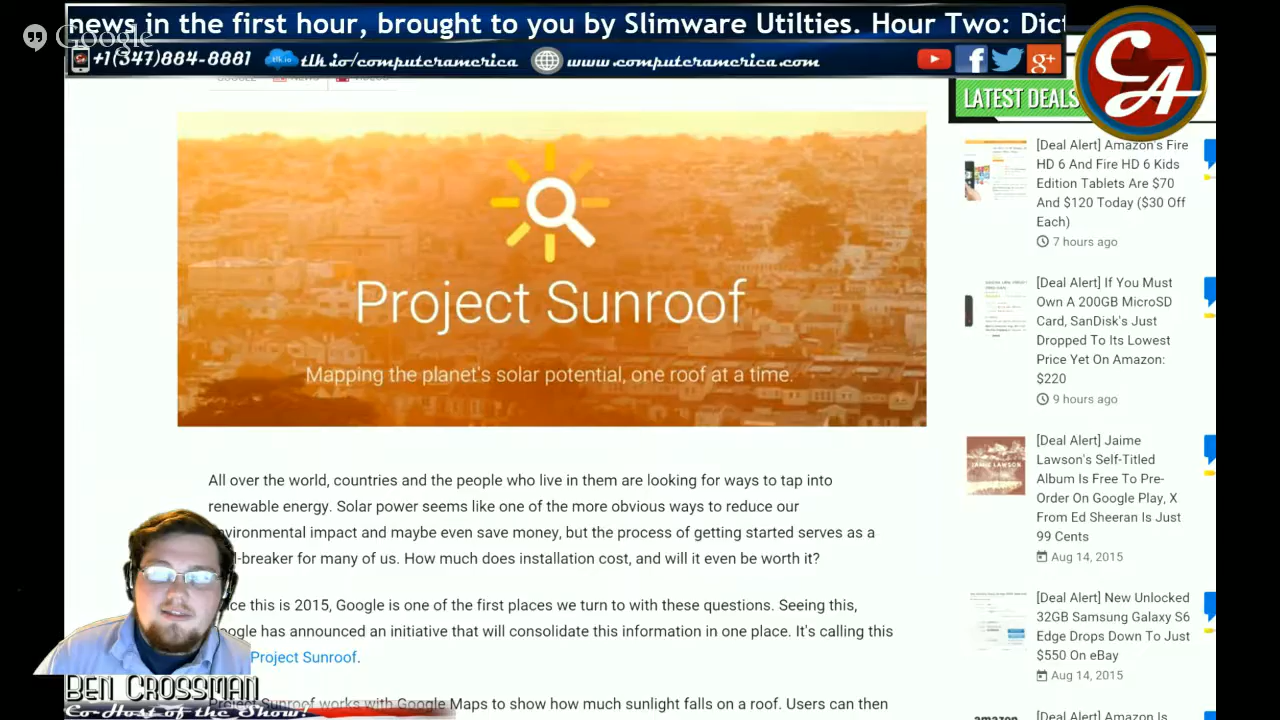 news in the first hour, brought to you by Slimware Utilties. Hour Two: Dict
Google
+1(347)884-8881 tlk.io/computeramerica www.computeramerica.com
GOOGLE NEWS VIDEOS
CA
LATEST DEALS
Project Sunroof
Mapping the planet's solar potential, one roof at a time.
All over the world, countries and the people who live in them are looking for ways to tap into
renewable energy. Solar power seems like one of the more obvious ways to reduce our
environmental impact and maybe even save money, but the process of getting started serves as a
-breaker for many of us. How much does installation cost, and will it even be worth it?
this is 2015, Google is one of the first places we turn to with these questions. Seeing this,
has announced an initiative that will consolidate this information in one place. It's calling this
Project Sunroof.
Project Sunroof works with Google Maps to show how much sunlight falls on a roof. Users can then
[Deal Alert] Amazon's Fire
HD 6 And Fire HD 6 Kids
Edition Tablets Are $70
And $120 Today ($30 Off
Each)
7 hours ago
[Deal Alert] If You Must
Own A 200GB MicroSD
Card, SanDisk's Just
Dropped To Its Lowest
Price Yet On Amazon:
$220
9 hours ago
JAMIE LAWSON
[Deal Alert] Jaime
Lawson's Self-Titled
Album Is Free To Pre-
Order On Google Play, X
From Ed Sheeran Is Just
99 Cents
Aug 14, 2015
[Deal Alert] New Unlocked
32GB Samsung Galaxy S6
Edge Drops Down To Just
$550 on eBay
Aug 14, 2015
amazon
[Deal Alert] Amazon Is
Ben Crossman
Co-Host of the Show!